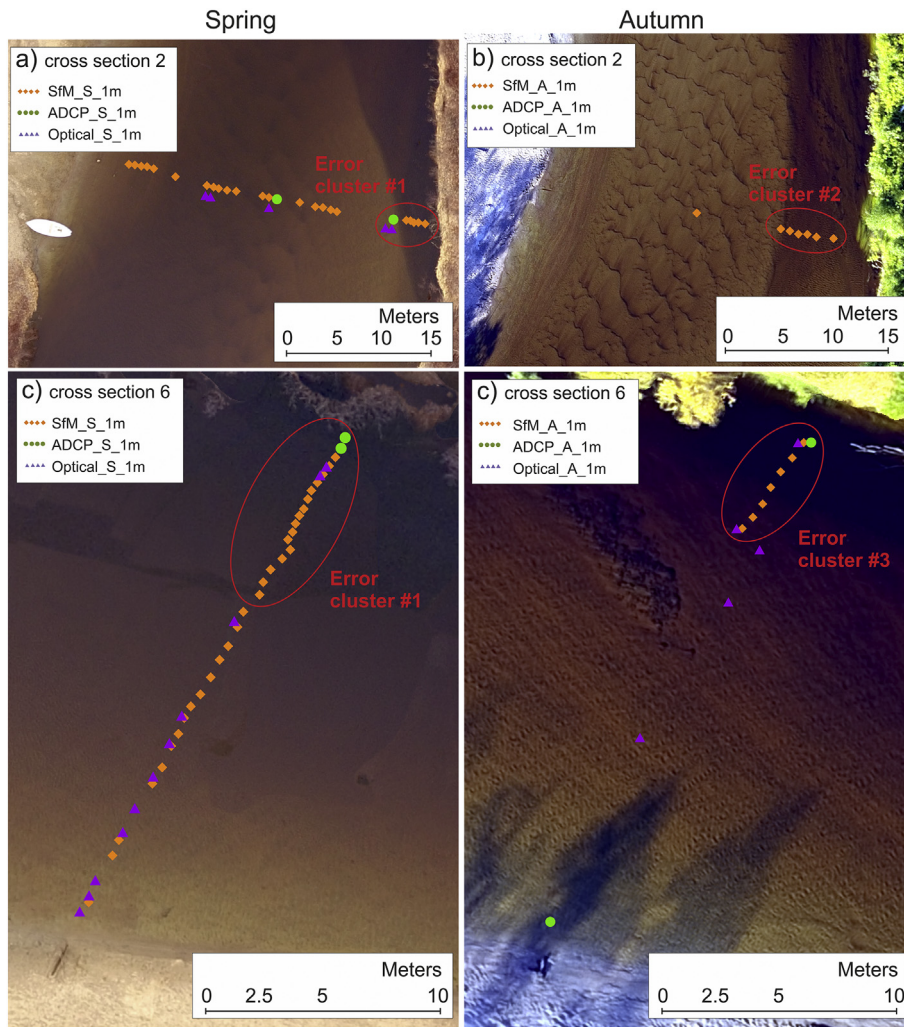 Spring
Autumn
a) cross section 2
SfM_S_1m
ADCP_S_1m
Optical_S_1m
Error
cluster #1
Meters
0 5 10 15
b) cross section 2
SfM_A_1m
ADCP_A_1m
Optical_A_1m
Error
cluster #2
Meters
0 5 10 15
c) cross section 6
SfM_S_1m
ADCP_S_1m
Optical_S_1m
Error
cluster #1
Meters
0 2.5 5 10
c) cross section 6
SfM_A_1m
ADCP_A_1m
Optical_A_1m
Error
cluster #3
Meters
0 2.5 5 10